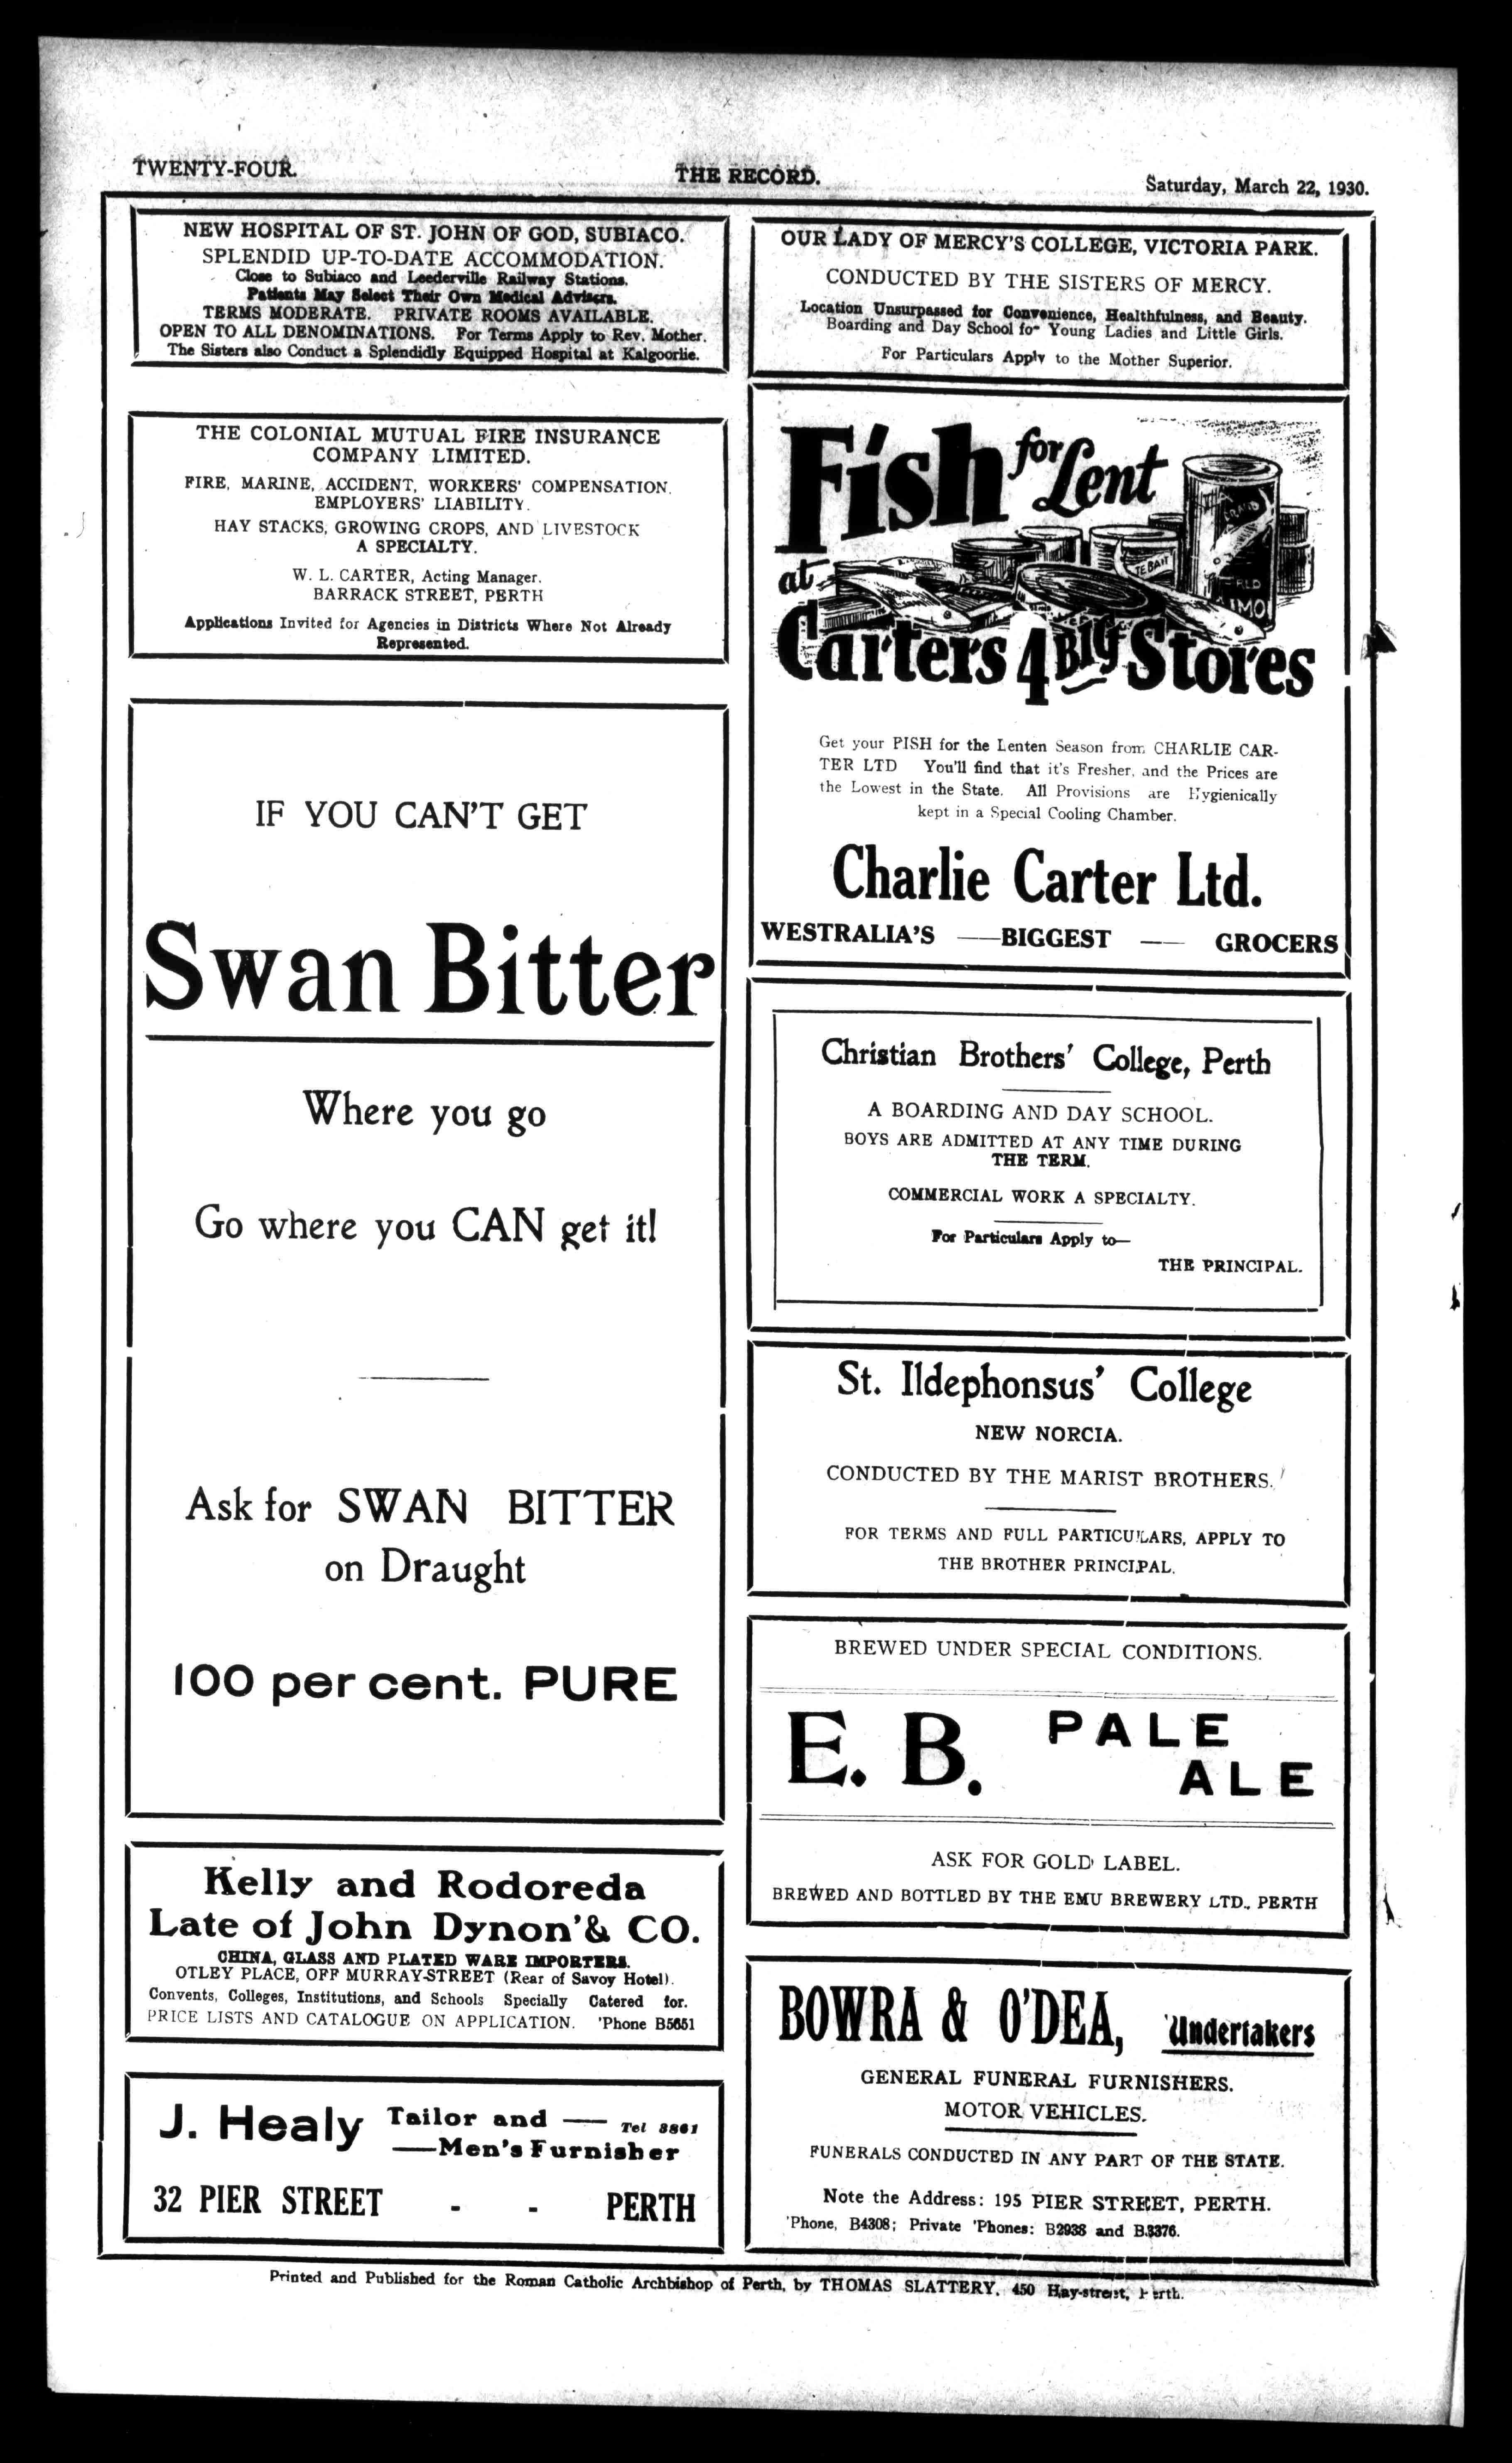 TWENTY-FOUR.
THE RECORD.
Saturday, March 22, 1930.
NEW HOSPITAL OF ST. JOHN OF GOD, SUBIACO.
SPLENDID UP-TO-DATE ACCOMMODATION.
Close to Subiaco and Leederville Railway Stations.
Patients May Select Their Own Medical Advisers.
TERMS MODERATE. PRIVATE ROOMS AVAILABLE.
OPEN TO ALL DENOMINATIONS. For Terms Apply to Rev. Mother.
The Sisters also Conduct a Splendidly Equipped Hospital at Kalgoorlie.
THE COLONIAL MUTUAL FIRE INSURANCE
COMPANY LIMITED.
FIRE, MARINE, ACCIDENT, WORKERS' COMPENSATION.
EMPLOYERS' LIABILITY.
HAY STACKS, GROWING CROPS, AND LIVESTOCK
A SPECIALTY.
W. L. CARTER, Acting Manager.
BARRACK STREET, PERTH
Applications Invited for Agencies in Districts Where Not Already
Represented.
IF YOU CAN'T GET
Swan Bitter
Where you go
Go where you CAN get it!
Ask for SWAN BITTER
on Draught
100 per cent. PURE
Kelly and Rodoreda
Late of John Dynon'& CO.
CHINA, GLASS AND PLATED WARE IMPORTERS.
OTLEY PLACE, OFF MURRAY-STREET (Rear of Savoy Hotel).
Convents, Colleges, Institutions, and Schools Specially Catered for.
PRICE LISTS AND CATALOGUE ON APPLICATION. 'Phone B5651
J. Healy Tailor and — Tel 8861
—Men's Furnisher
32 PIER STREET - - PERTH
OUR LADY OF MERCY'S COLLEGE, VICTORIA PARK.
CONDUCTED BY THE SISTERS OF MERCY.
Location Unsurpassed for Convenience, Healthfulness, and Beauty.
Boarding and Day School fo- Young Ladies and Little Girls.
For Particulars Apply to the Mother Superior.
Fish for Lent
at
Carters 4 BIG Stores
Get your FISH for the Lenten Season from CHARLIE CAR-
TER LTD You'll find that it's Fresher, and the Prices are
the Lowest in the State. All Provisions are Hygienically
kept in a Special Cooling Chamber.
Charlie Carter Ltd.
WESTRALIA'S —BIGGEST — GROCERS
Christian Brothers' College, Perth
A BOARDING AND DAY SCHOOL.
BOYS ARE ADMITTED AT ANY TIME DURING
THE TERM.
COMMERCIAL WORK A SPECIALTY.
For Particulars Apply to—
THE PRINCIPAL.
St. Ildephonsus' College
NEW NORCIA.
CONDUCTED BY THE MARIST BROTHERS.
FOR TERMS AND FULL PARTICULARS, APPLY TO
THE BROTHER PRINCIPAL.
BREWED UNDER SPECIAL CONDITIONS.
E. B. PALE
ALE
ASK FOR GOLD LABEL.
BREWED AND BOTTLED BY THE EMU BREWERY LTD., PERTH
BOWRA & O'DEA, Undertakers
GENERAL FUNERAL FURNISHERS.
MOTOR VEHICLES.
FUNERALS CONDUCTED IN ANY PART OF THE STATE.
Note the Address: 195 PIER STREET, PERTH.
'Phone, B4308; Private 'Phones: B2938 and B.3376.
Printed and Published for the Roman Catholic Archbishop of Perth, by THOMAS SLATTERY, 450 Hay-street, Perth.